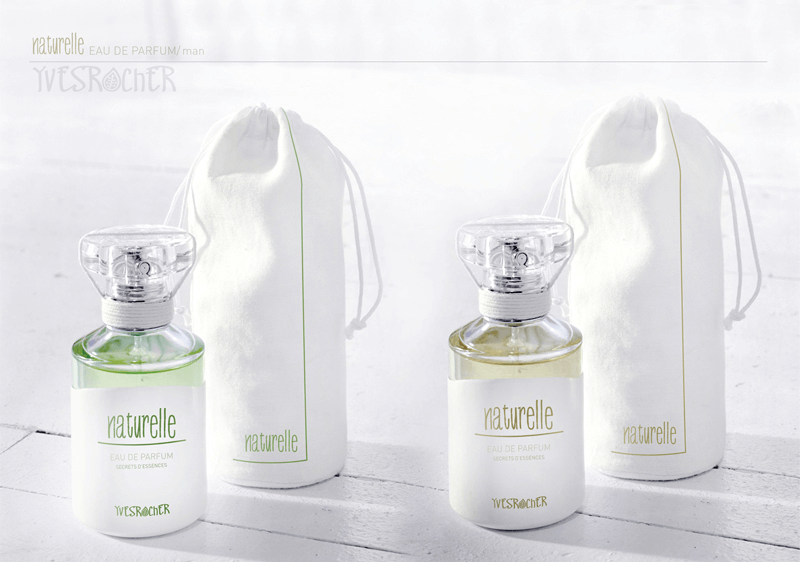 naturelle EAU DE PARFUM/man
YVESROCHER
naturelle
naturelle
EAU DE PARFUM
SECRETS D'ESSENCES
YVESROCHER
naturelle
naturelle
EAU DE PARFUM
SECRETS D'ESSENCES
YVESROCHER